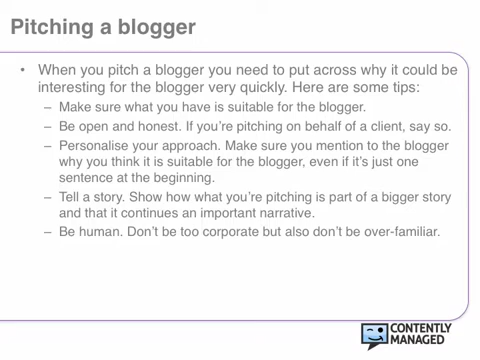 Pitching a blogger
• When you pitch a blogger you need to put across why it could be
interesting for the blogger very quickly. Here are some tips:
– Make sure what you have is suitable for the blogger.
– Be open and honest. If you're pitching on behalf of a client, say so.
– Personalise your approach. Make sure you mention to the blogger
why you think it is suitable for the blogger, even if it's just one
sentence at the beginning.
– Tell a story. Show how what you're pitching is part of a bigger story
and that it continues an important narrative.
– Be human. Don't be too corporate but also don't be over-familiar.
CONTENTLY
MANAGED